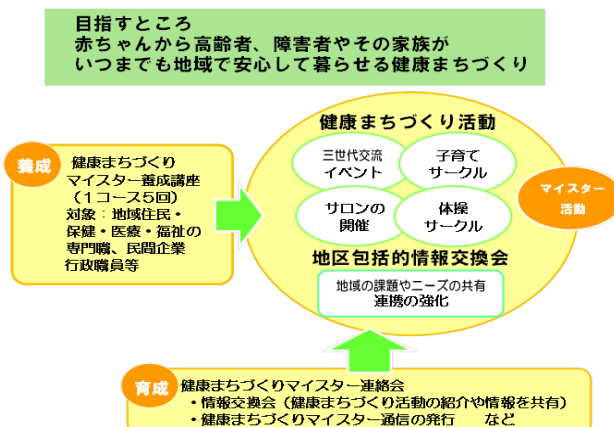 目指すところ
赤ちゃんから高齢者、障害者やその家族が
いつまでも地域で安心して暮らせる健康まちづくり
養成
健康まちづくり
マイスター養成講座
（1コース5回）
対象：地域住民・
保健・医療・福祉の
専門職、民間企業
行政職員等
健康まちづくり活動
三世代交流
イベント
子育て
サークル
サロンの
開催
体操
サークル
マイスター
活動
地区包括的情報交換会
地域の課題やニーズの共有
連携の強化
育成
健康まちづくりマイスター連絡会
・情報交換会（健康まちづくり活動の紹介や情報を共有）
・健康まちづくりマイスター通信の発行　など